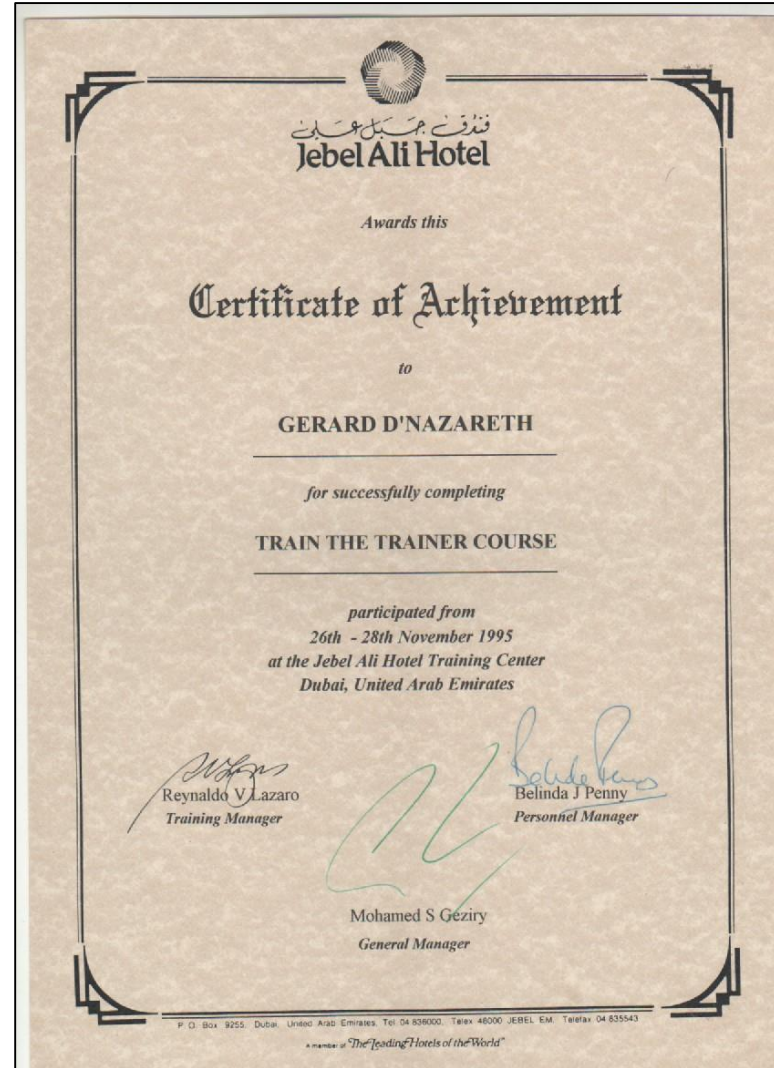 فندق جبل علي
Jebel Ali Hotel
Awards this
Certificate of Achievement
to
GERARD D'NAZARETH
for successfully completing
TRAIN THE TRAINER COURSE
participated from
26th - 28th November 1995
at the Jebel Ali Hotel Training Center
Dubai, United Arab Emirates
Reynaldo V Lazaro
Training Manager
Belinda J Penny
Personnel Manager
Mohamed S Geziry
General Manager
P.O. Box 9255, Dubai, United Arab Emirates, Tel 04 836000, Telex 48000 JEBEL EM, Telefax 04 835543
A member of "The Leading Hotels of the World"